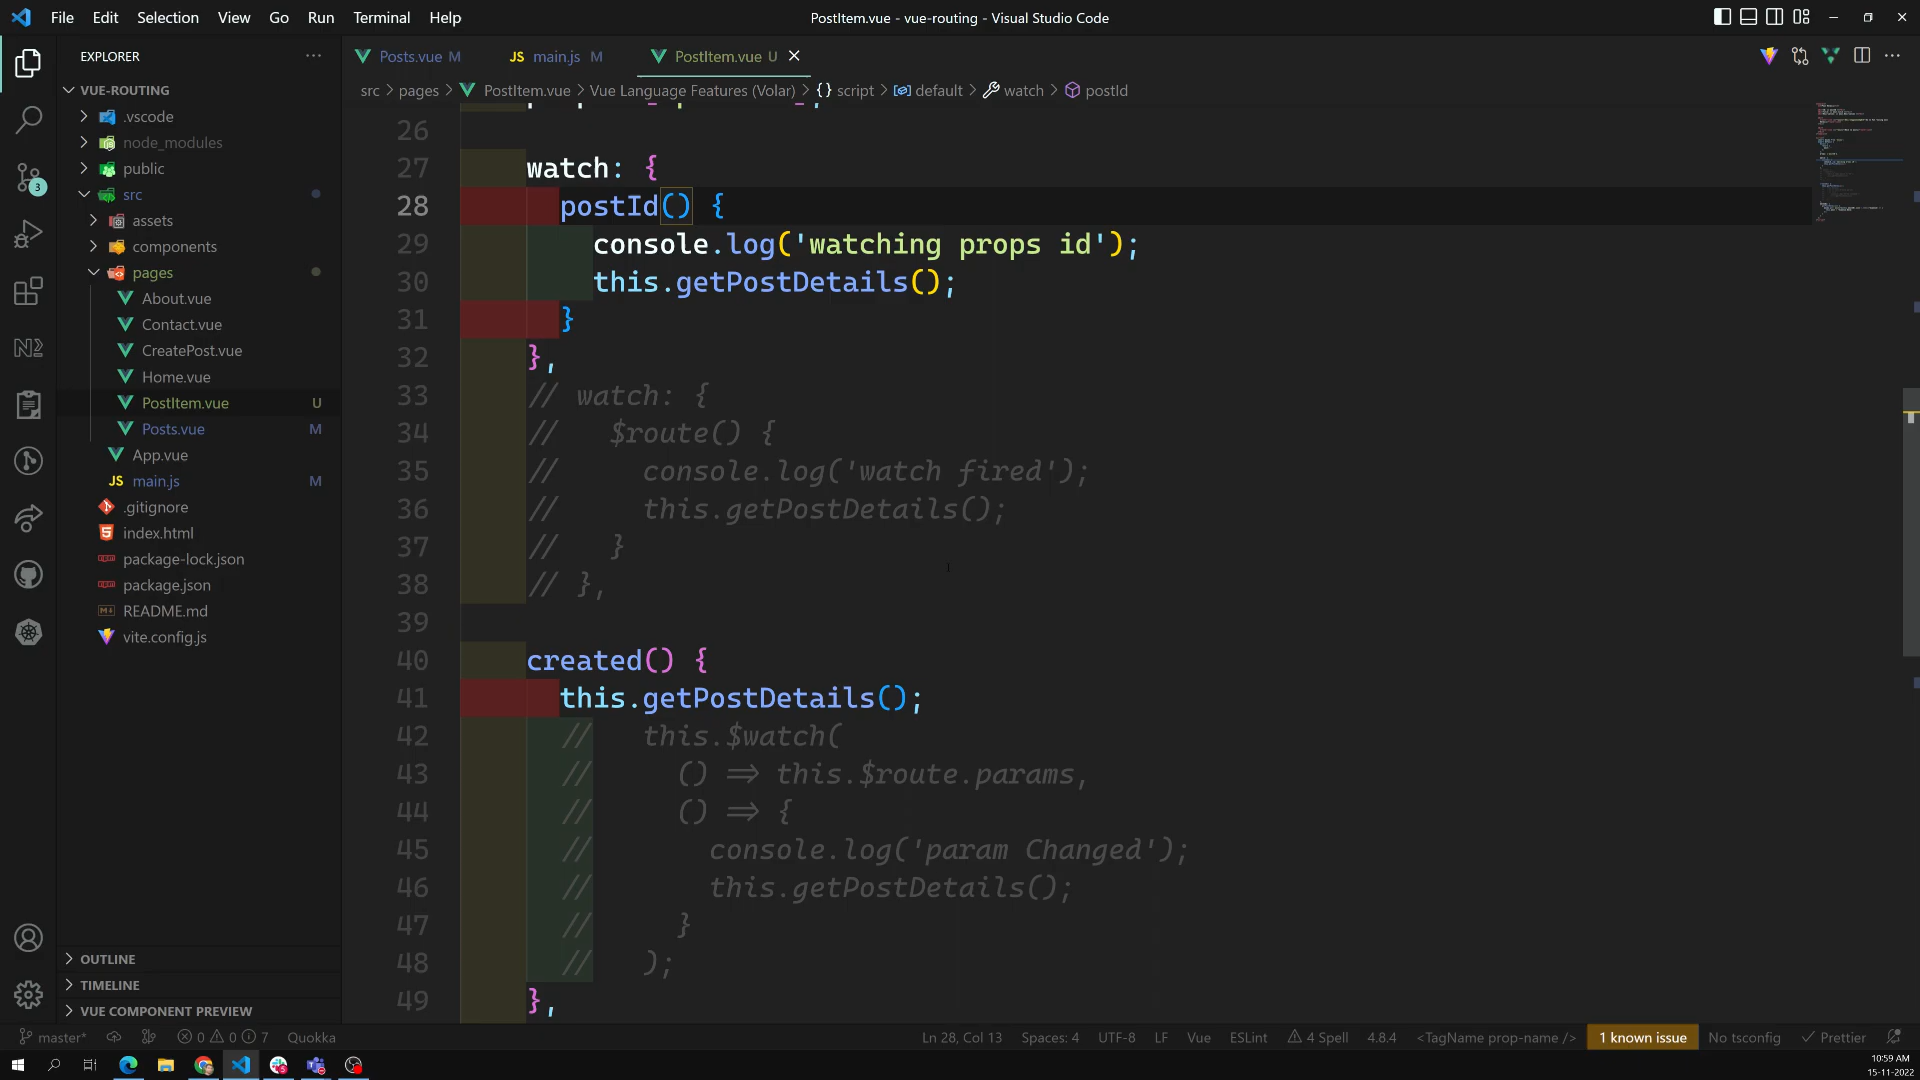 File Edit Selection View Go Run Terminal Help
PostItem.vue - vue-routing - Visual Studio Code
EXPLORER
VUE-ROUTING
.vscode
node_modules
public
src
assets
components
pages
About.vue
Contact.vue
CreatePost.vue
Home.vue
PostItem.vue U
Posts.vue M
App.vue
JS main.js M
.gitignore
index.html
package-lock.json
package.json
README.md
vite.config.js
OUTLINE
TIMELINE
VUE COMPONENT PREVIEW
3
Posts.vue M
JS main.js M
PostItem.vue U
src > pages > PostItem.vue > Vue Language Features (Volar) > {} script > default > watch > postId
26
27 watch: {
28 postId() {
29 console.log('watching props id');
30 this.getPostDetails();
31 }
32 },
33 // watch: {
34 // $route() {
35 // console.log('watch fired');
36 // this.getPostDetails();
37 // }
38 // },
39
40 created() {
41 this.getPostDetails();
42 // this.$watch(
43 // () => this.$route.params,
44 // () => {
45 // console.log('param Changed');
46 // this.getPostDetails();
47 // }
48 // );
49 },
master* 0 0 7 Quokka
Ln 28, Col 13 Spaces: 4 UTF-8 LF Vue ESLint 4 Spell 4.8.4 <TagName prop-name /> 1 known issue No tsconfig Prettier
10:59 AM
15-11-2022